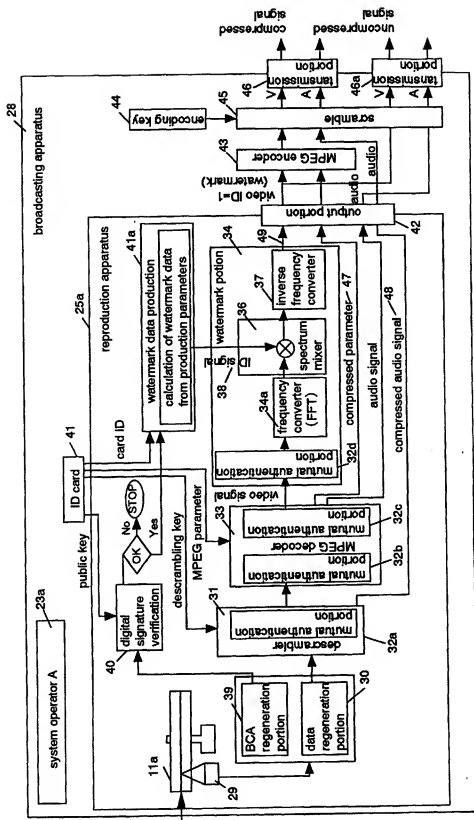 28
broadcasting apparatus
23a
system operator A
25a
reproduction apparatus
41
ID card
public key
card ID
41a
watermark data production
calculation of watermark data
from production parameters
No
STOP
OK
Yes
40
digital
signature
verification
descrambling key
MPEG parameter
ID signal
38
34
watermark potion
36
spectrum
mixer
37
inverse
frequency
converter
34a
frequency
converter
(FFT)
mutual authentication
portion
32d
video signal
33
mutual authentication
portion
MPEG decoder
mutual authentication
portion
32b
32c
31
descrambler
mutual authentication
portion
32a
11a
29
39
BCA
regeneration
portion
data
regeneration
portion
30
49
compressed parameter
47
audio signal
48
compressed audio signal
output portion
42
video ID=1
(watermark)
audio
audio
43
MPEG encoder
44
encoding key
45
scramble
V
A
46
tansmission
portion
compressed
signal
V
A
46a
tansmission
portion
uncompressed
signal